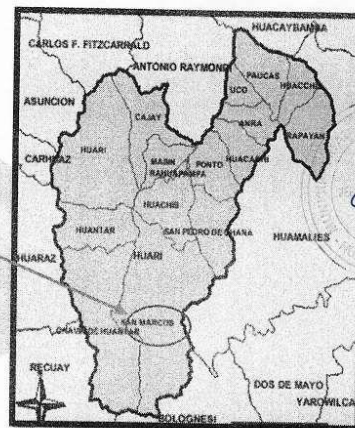 HUACAYBAMBA
CARLOS F. FITZCARRALD
ANTONIO RAYMONDI
PAUCAS
HUACCHIS
UCO
ASUNCION
CAJAY
ANRA
RAPAYAN
HUARI
CARHUAZ
MASIN
PONTO
HUACACHI
RAHUAPAMPA
HUACHIS
HUANTAR
SAN PEDRO DE CHANA
HUAMALIES
HUARAZ
HUARI
SAN MARCOS
CHAVIN DE HUANTAR
RECUAY
DOS DE MAYO
YAROWILCA
BOLOGNESI